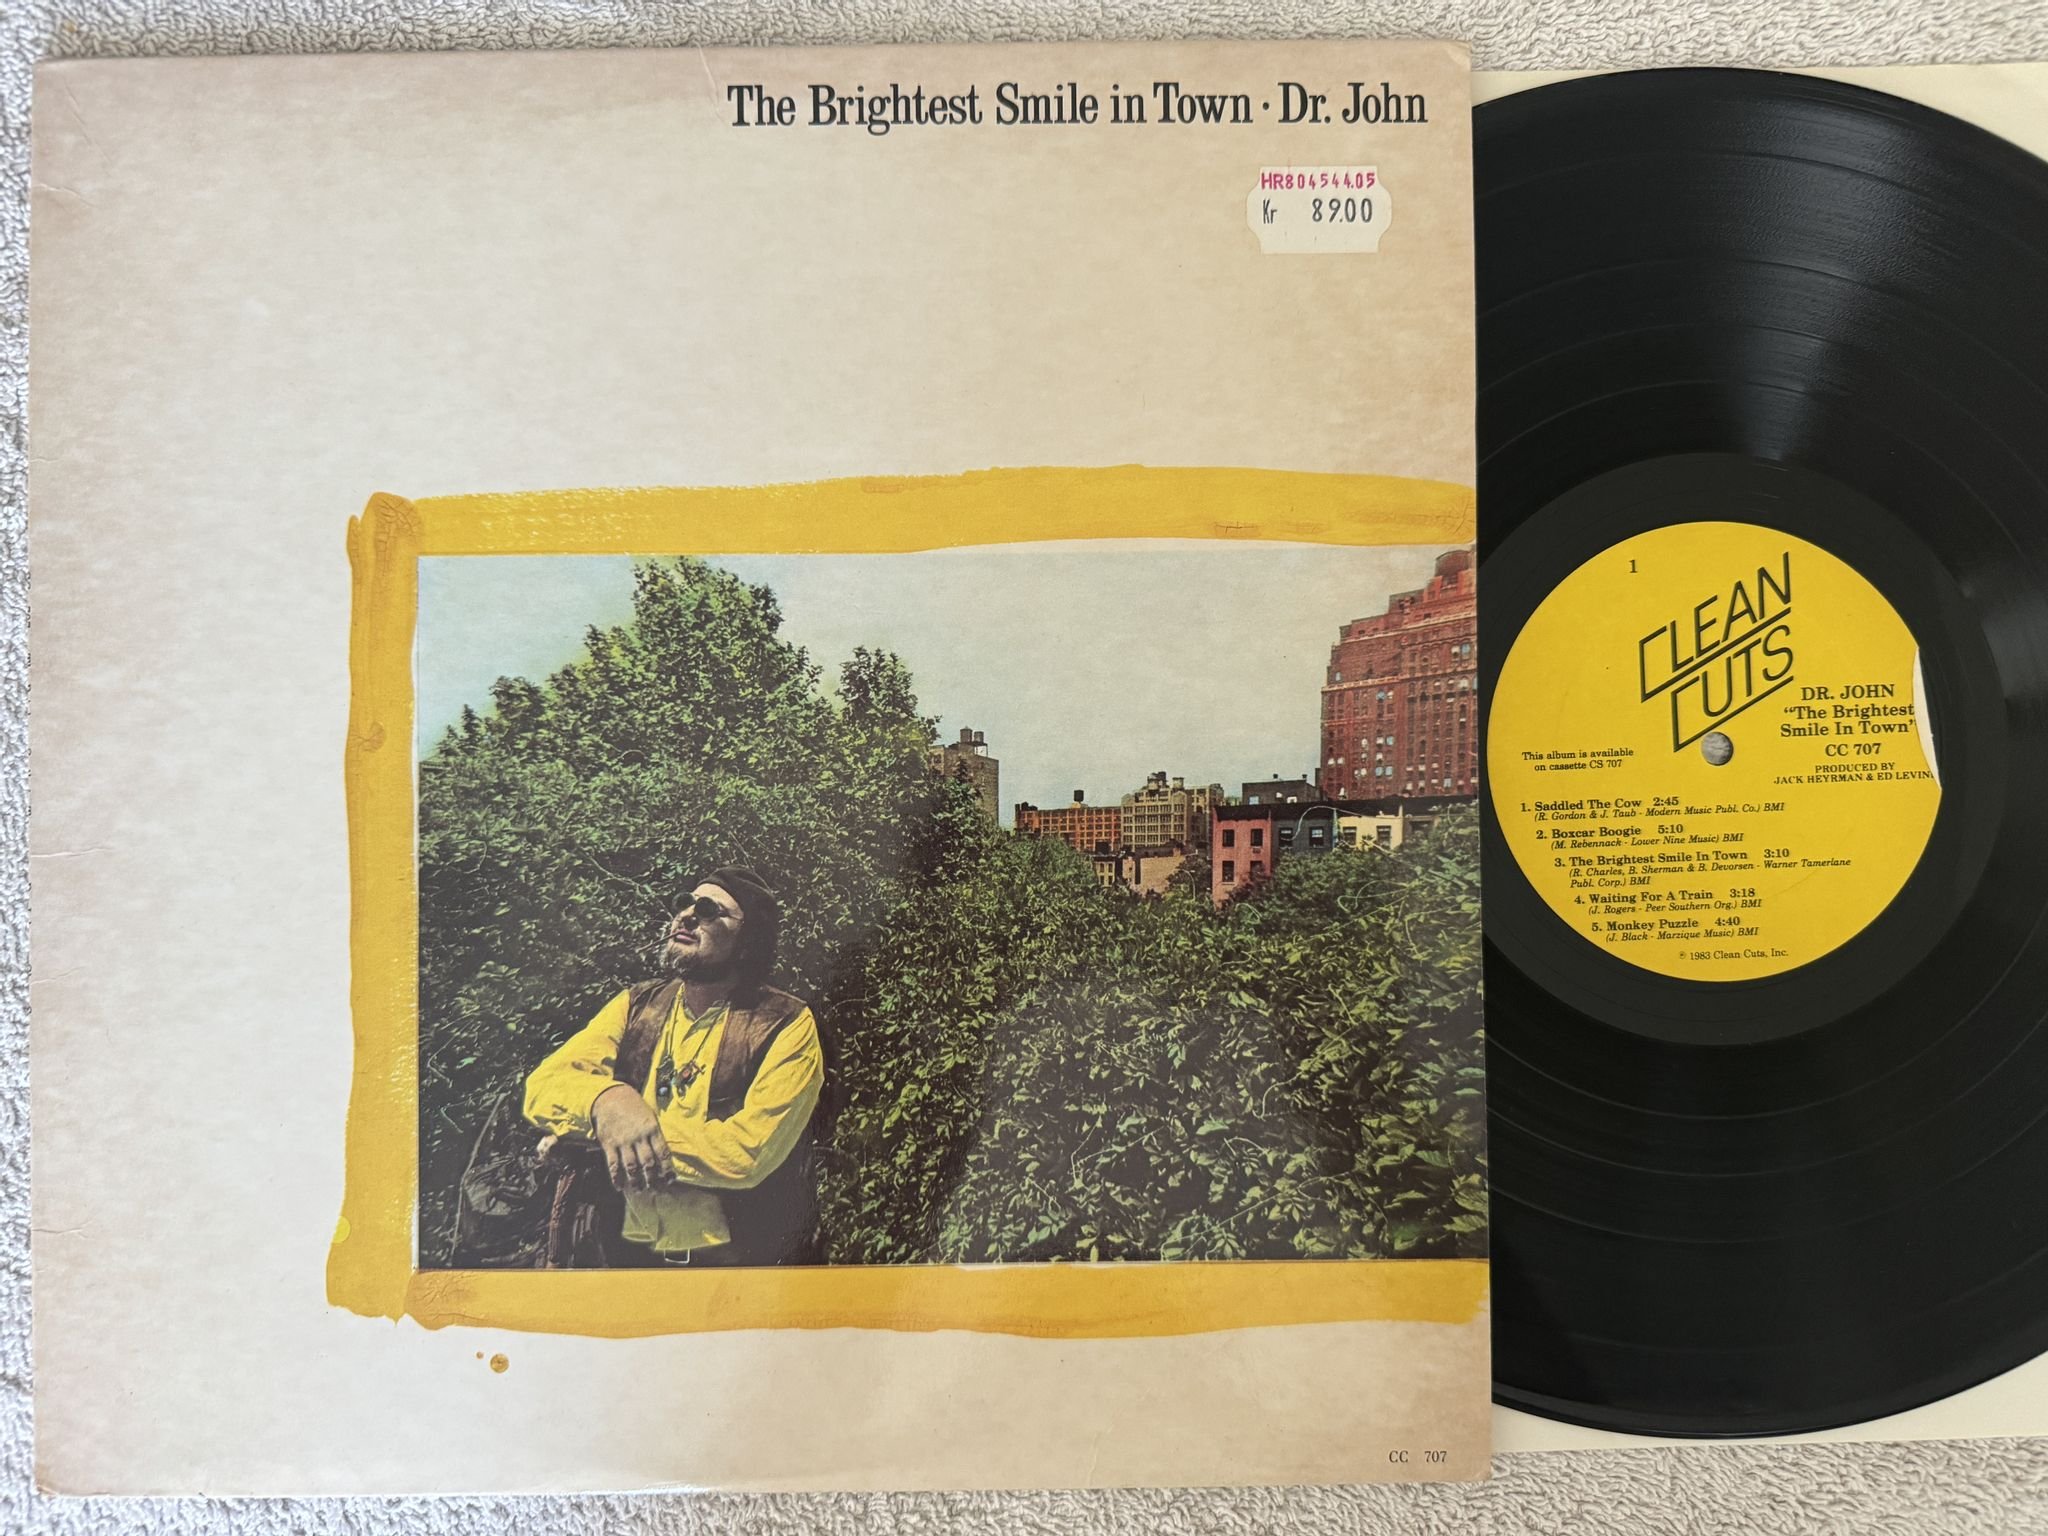 The Brightest Smile in Town · Dr. John
HR804544.05
Kr 89.00
CC 707
1
CLEAN
CUTS
DR. JOHN
“The Brightest
Smile In Town”
CC 707
PRODUCED BY
JACK HEYRMAN & ED LEVINE
This album is available
on cassette CS 707
1. Saddled The Cow 2:45
(R. Gordon & J. Taub - Modern Music Publ. Co.) BMI
2. Boxcar Boogie 5:10
(M. Rebennack - Lower Nine Music) BMI
3. The Brightest Smile In Town 3:10
(R. Charles, B. Sherman & B. Devorsen - Warner Tamerlane
Publ. Corp.) BMI
4. Waiting For A Train 3:18
(J. Rogers - Peer Southern Org.) BMI
5. Monkey Puzzle 4:40
(J. Black - Marzique Music) BMI
℗ 1983 Clean Cuts, Inc.